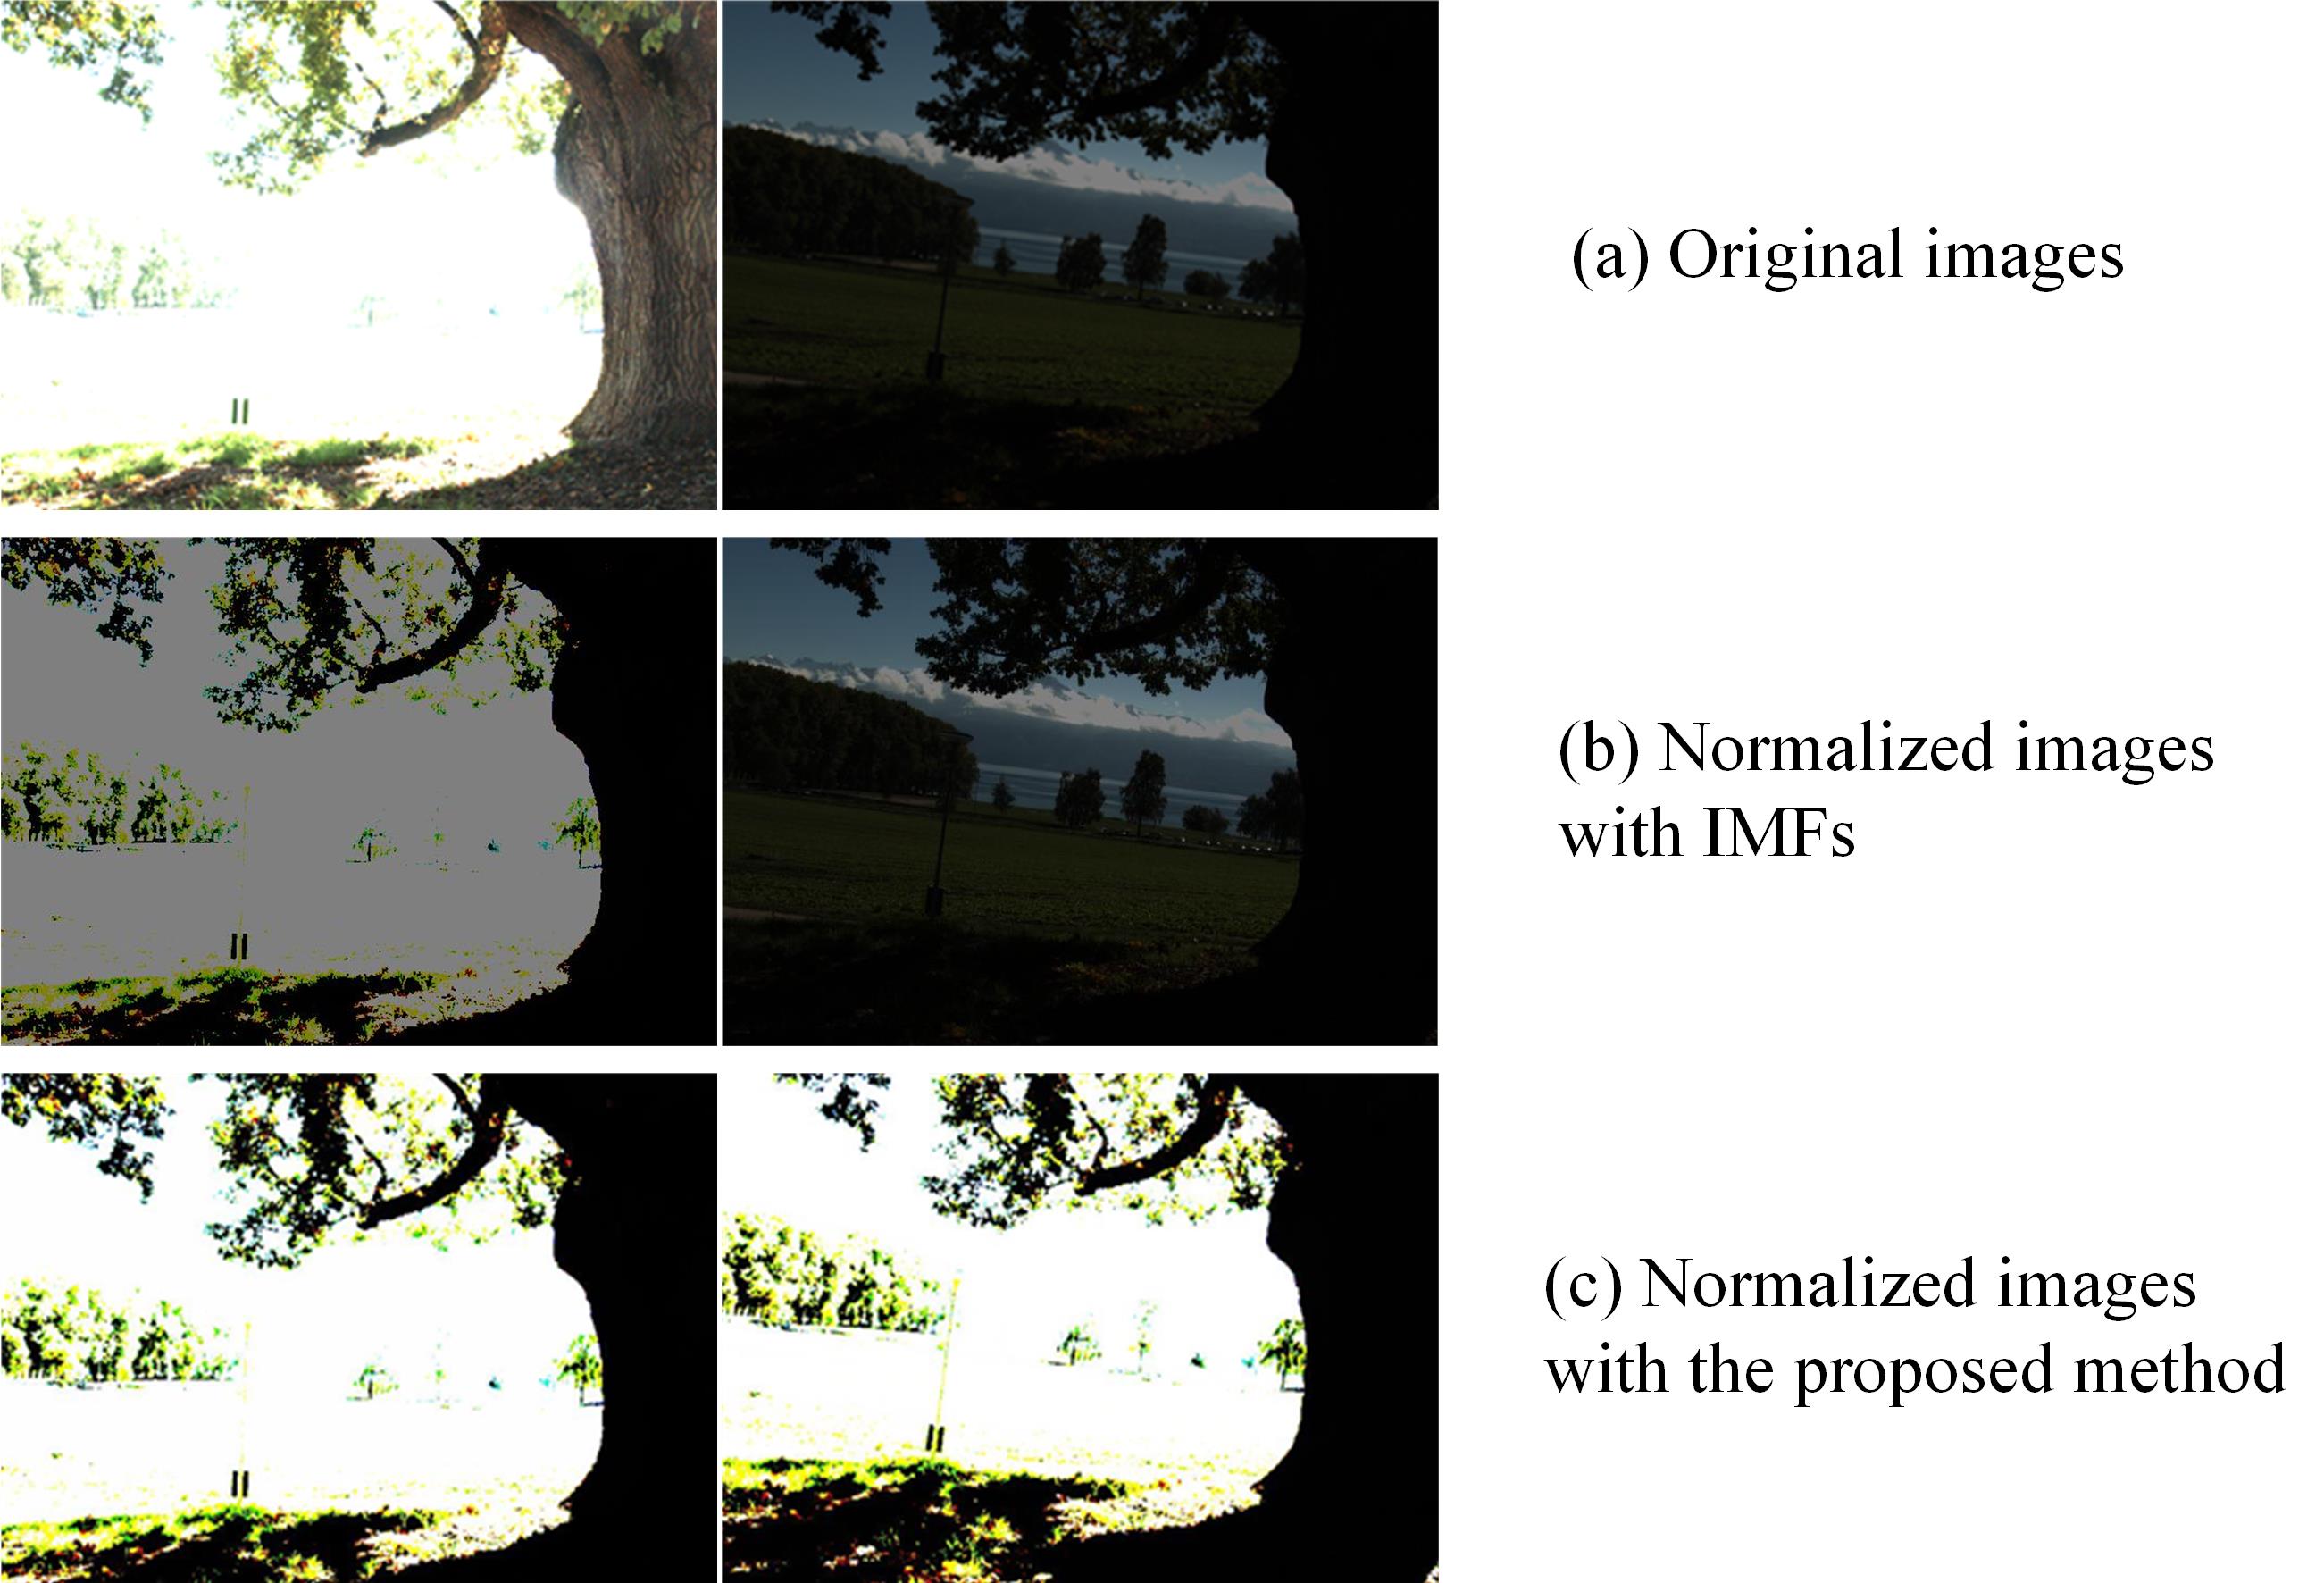 (a) Original images
(b) Normalized images
with IMFs
(c) Normalized images
with the proposed method